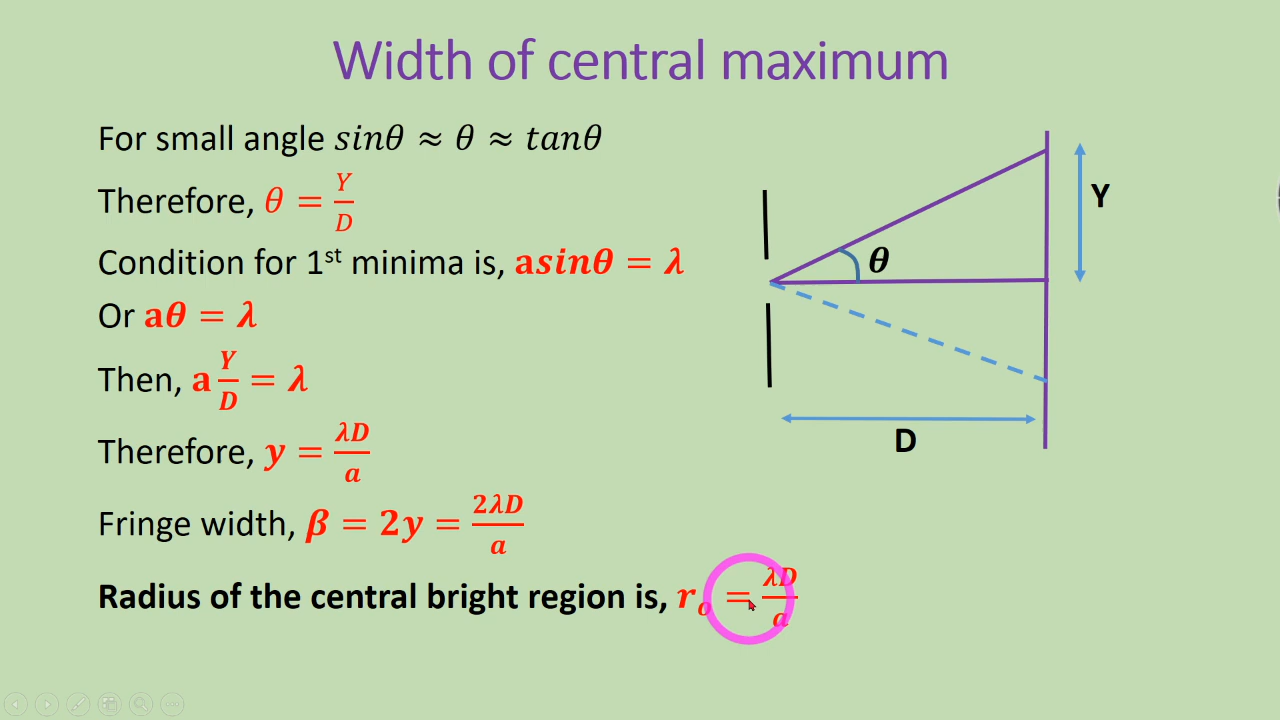 Width of central maximum
For small angle sinθ ≈ θ ≈ tanθ
Therefore, θ = Y/D
Condition for 1st minima is, asinθ = λ
Or aθ = λ
Then, a Y/D = λ
Therefore, y = λD/a
Fringe width, β = 2y = 2λD/a
Radius of the central bright region is, r₀ = λD/a
Y
θ
D